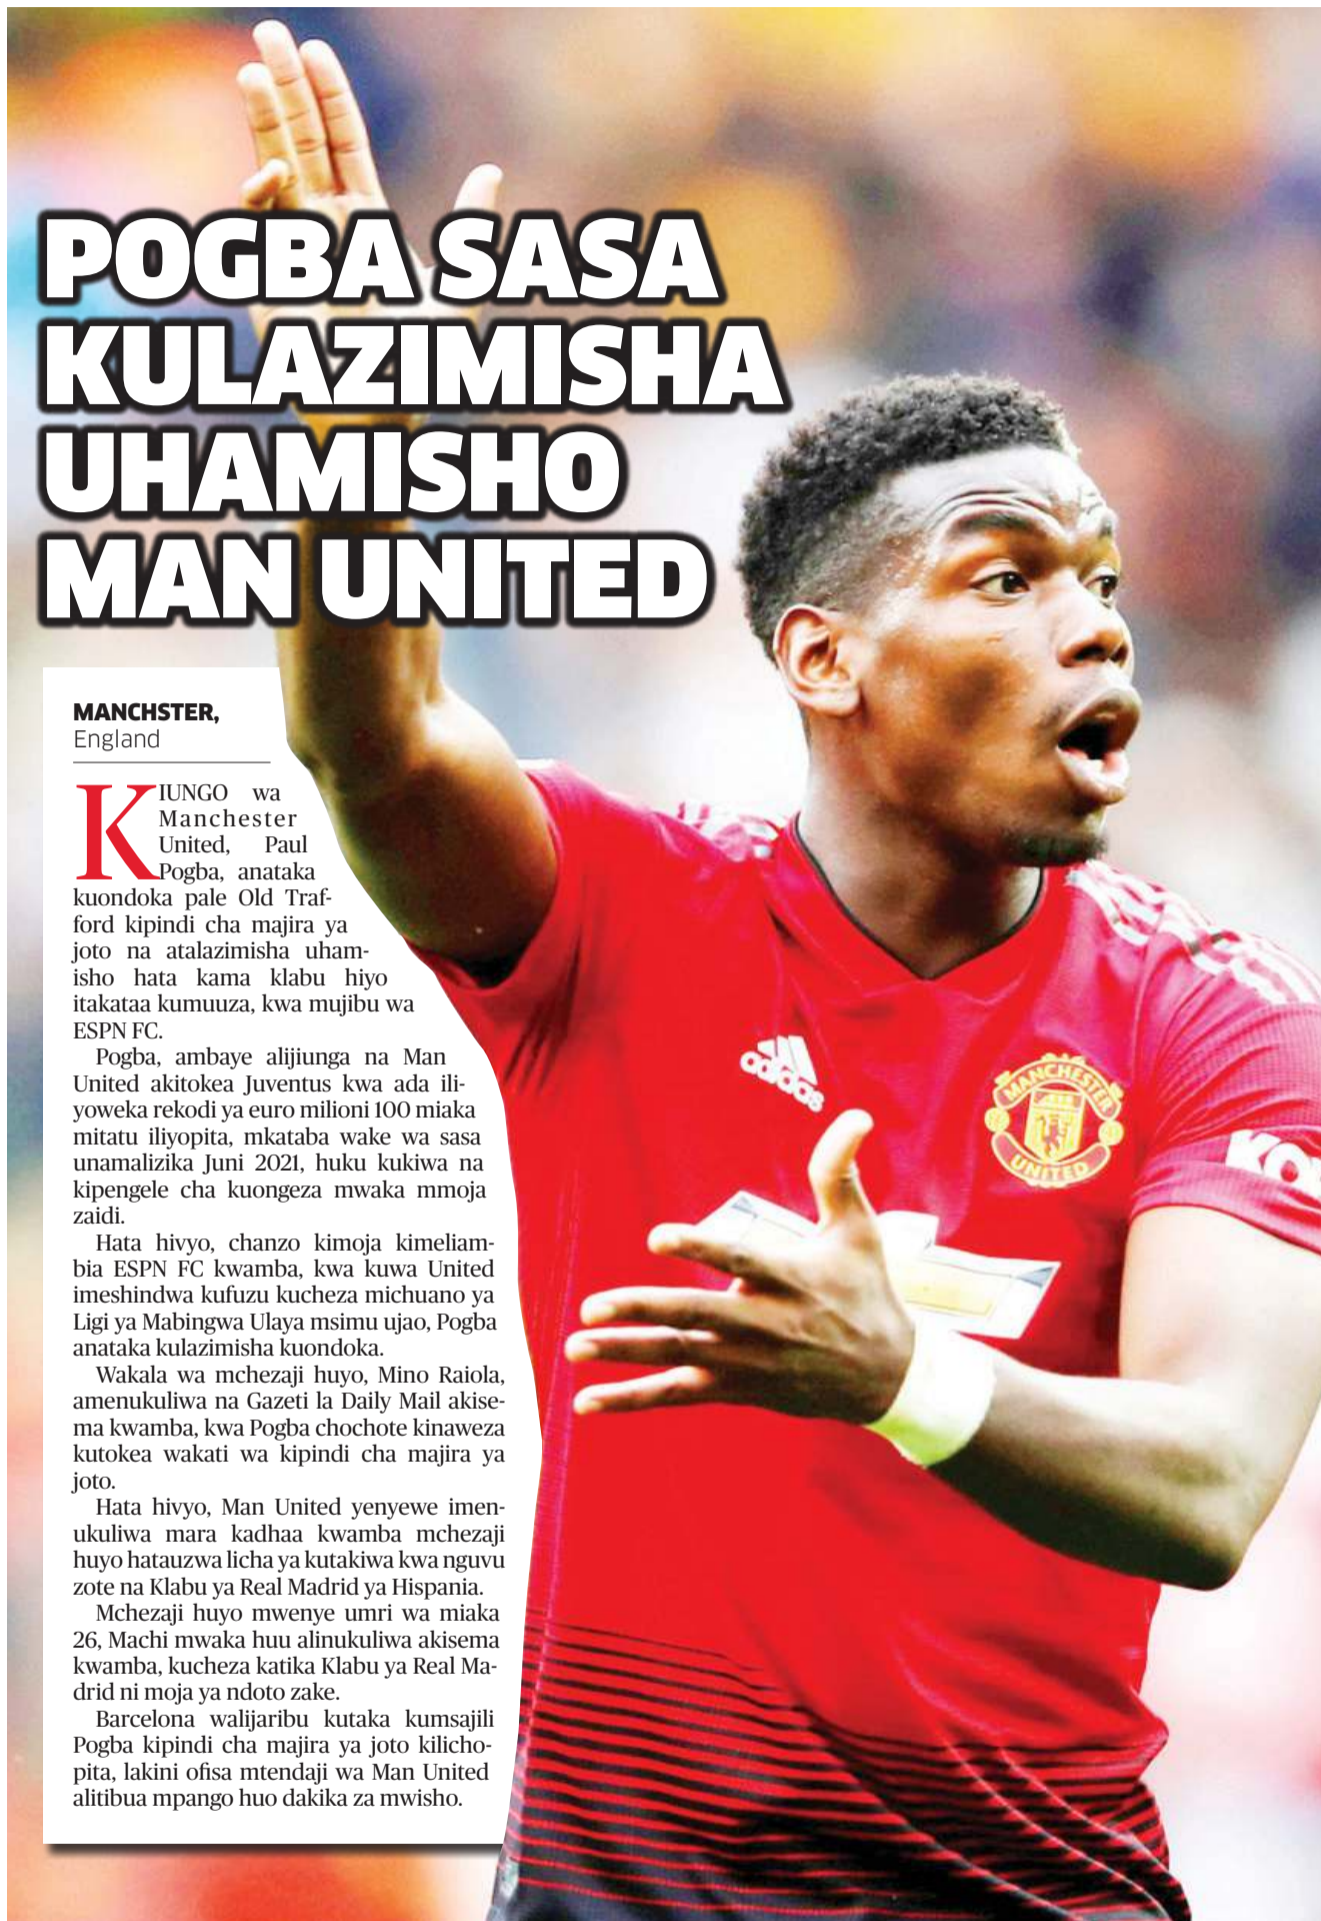 POGBA SASA
KULAZIMISHA
UHAMISHO
MAN UNITED
MANCHSTER,
England
KIUNGO wa
Manchester
United, Paul
Pogba, anataka
kuondoka pale Old Traf-
ford kipindi cha majira ya
joto na atalazimisha uham-
isho hata kama klabu hiyo
itakataa kumuuza, kwa mujibu wa
ESPN FC.
Pogba, ambaye alijiunga na Man
United akitokea Juventus kwa ada ili-
yoweka rekodi ya euro milioni 100 miaka
mitatu iliyopita, mkataba wake wa sasa
unamalizika Juni 2021, huku kukiwa na
kipengele cha kuongeza mwaka mmoja
zaidi.
Hata hivyo, chanzo kimoja kimeliam-
bia ESPN FC kwamba, kwa kuwa United
imeshindwa kufuzu kucheza michuano ya
Ligi ya Mabingwa Ulaya msimu ujao, Pogba
anataka kulazimisha kuondoka.
Wakala wa mchezaji huyo, Mino Raiola,
amenukuliwa na Gazeti la Daily Mail akise-
ma kwamba, kwa Pogba chochote kinaweza
kutokea wakati wa kipindi cha majira ya
joto.
Hata hivyo, Man United yenyewe imen-
ukuliwa mara kadhaa kwamba mchezaji
huyo hatauzwa licha ya kutakiwa kwa nguvu
zote na Klabu ya Real Madrid ya Hispania.
Mchezaji huyo mwenye umri wa miaka
26, Machi mwaka huu alinukuliwa akisema
kwamba, kucheza katika Klabu ya Real Ma-
drid ni moja ya ndoto zake.
Barcelona walijaribu kutaka kumsajili
Pogba kipindi cha majira ya joto kilicho-
pita, lakini ofisa mtendaji wa Man United
alitibua mpango huo dakika za mwisho.
adidas
MANCHESTER
UNITED